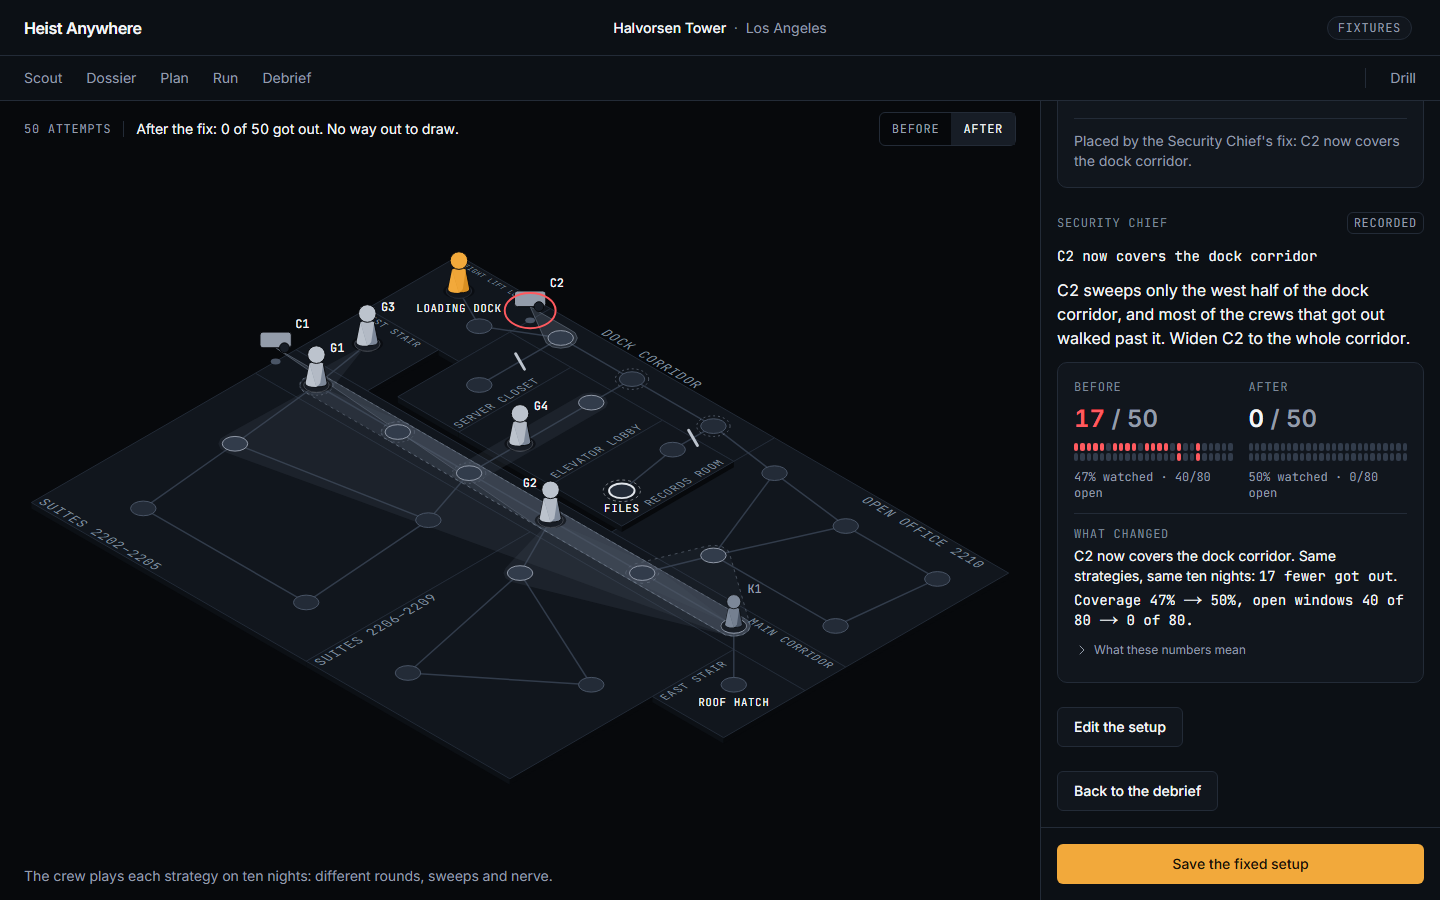 Heist Anywhere
Halvorsen Tower · Los Angeles
FIXTURES
Scout
Dossier
Plan
Run
Debrief
Drill
50 ATTEMPTS
After the fix: 0 of 50 got out. No way out to draw.
BEFORE
AFTER
C2
G3
LOADING DOCK
C1
G1
DOCK CORRIDOR
SERVER CLOSET
G4
ELEVATOR LOBBY
G2
RECORDS ROOM
FILES
SUITES 2202–2205
OPEN OFFICE 2210
K1
SUITES 2206–2209
MAIN CORRIDOR
EAST STAIR
ROOF HATCH
The crew plays each strategy on ten nights: different rounds, sweeps and nerve.
Placed by the Security Chief's fix: C2 now covers
the dock corridor.
SECURITY CHIEF
RECORDED
C2 now covers the dock corridor
C2 sweeps only the west half of the dock
corridor, and most of the crews that got out
walked past it. Widen C2 to the whole corridor.
BEFORE
17 / 50
47% watched · 40/80
open
AFTER
0 / 50
50% watched · 0/80
open
WHAT CHANGED
C2 now covers the dock corridor. Same
strategies, same ten nights: 17 fewer got out.
Coverage 47% → 50%, open windows 40 of
80 → 0 of 80.
What these numbers mean
Edit the setup
Back to the debrief
Save the fixed setup